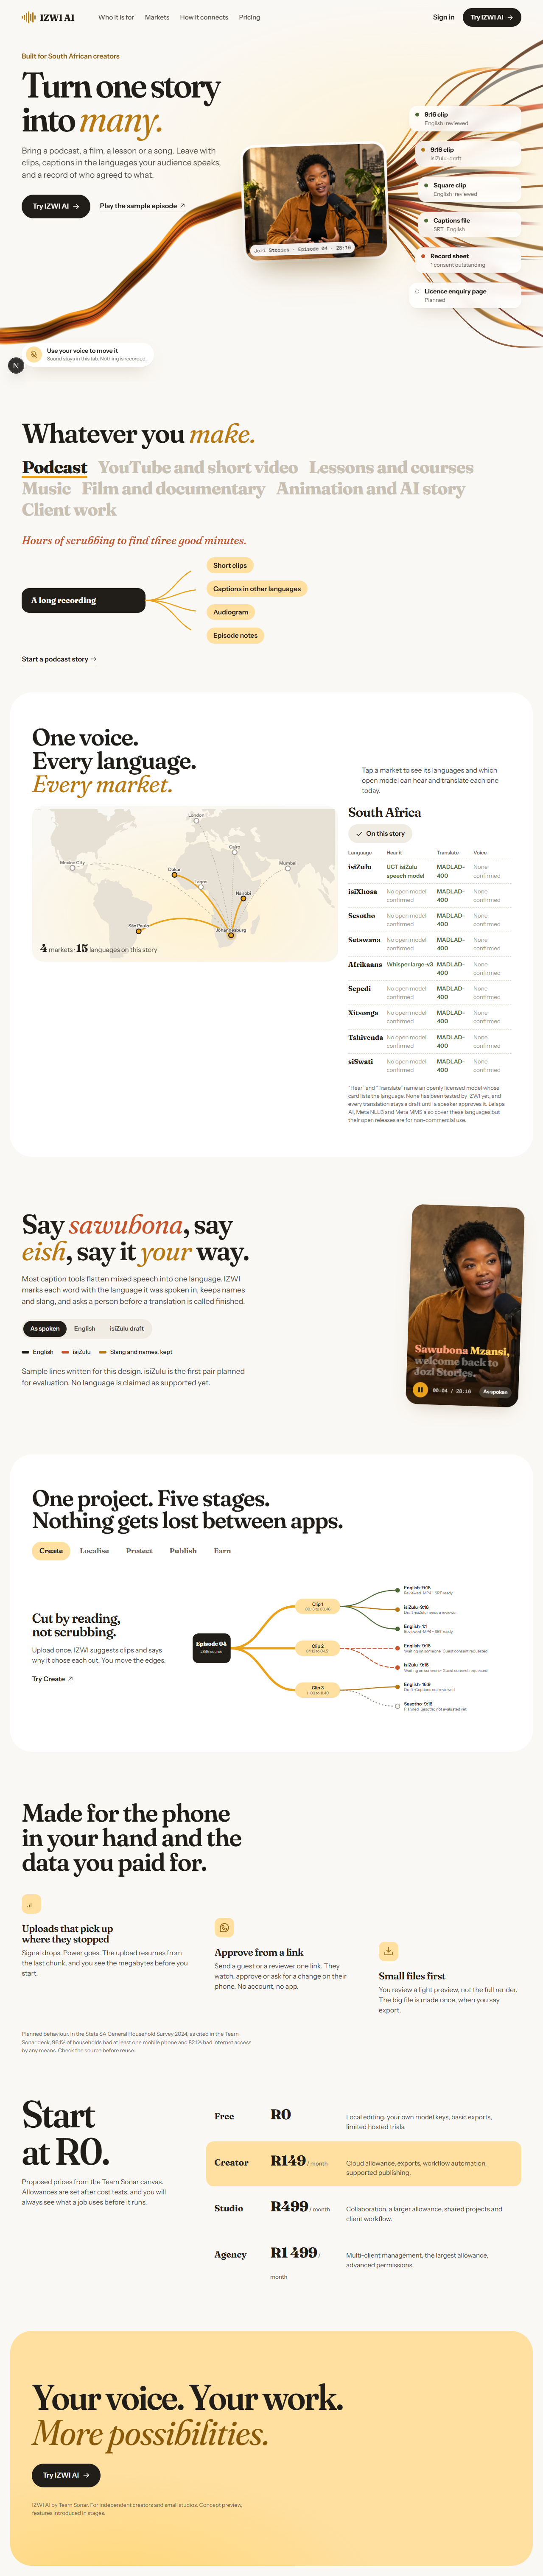 IZWI AI
Who it is for
Markets
How it connects
Pricing
Sign in
Try IZWI AI →
Built for South African creators
Turn one story
into many.
Bring a podcast, a film, a lesson or a song. Leave with
clips, captions in the languages your audience speaks,
and a record of who agreed to what.
Try IZWI AI →
Play the sample episode ↗
Jozi Stories · Episode 04 · 28:16
9:16 clip
English · reviewed
9:16 clip
isiZulu · draft
Square clip
English · reviewed
Captions file
SRT · English
Record sheet
1 consent outstanding
Licence enquiry page
Planned
N
Use your voice to move it
Sound stays in this tab. Nothing is recorded.
Whatever you make.
Podcast YouTube and short video Lessons and courses
Music Film and documentary Animation and AI story
Client work
Hours of scrubbing to find three good minutes.
A long recording
Short clips
Captions in other languages
Audiogram
Episode notes
Start a podcast story →
One voice.
Every language.
Every market.
Tap a market to see its languages and which
open model can hear and translate each one
today.
London
Cairo
Mexico City
Mumbai
Dakar
Lagos
Nairobi
São Paulo
Johannesburg
4 markets · 15 languages on this story
South Africa
On this story
Language Hear it Translate Voice
isiZulu UCT isiZulu speech model MADLAD-400 None confirmed
isiXhosa No open model confirmed MADLAD-400 None confirmed
Sesotho No open model confirmed MADLAD-400 None confirmed
Setswana No open model confirmed MADLAD-400 None confirmed
Afrikaans Whisper large-v3 MADLAD-400 None confirmed
Sepedi No open model confirmed MADLAD-400 None confirmed
Xitsonga No open model confirmed MADLAD-400 None confirmed
Tshivenda No open model confirmed MADLAD-400 None confirmed
siSwati No open model confirmed MADLAD-400 None confirmed
"Hear" and "Translate" name an openly licensed model whose
card lists the language. None has been tested by IZWI yet, and
every translation stays a draft until a speaker approves it. Lelapa
AI, Meta NLLB and Meta MMS also cover these languages but
their open releases are for non-commercial use.
Say sawubona, say
eish, say it your way.
Most caption tools flatten mixed speech into one language. IZWI
marks each word with the language it was spoken in, keeps names
and slang, and asks a person before a translation is called finished.
As spoken English isiZulu draft
English isiZulu Slang and names, kept
Sample lines written for this design. isiZulu is the first pair planned
for evaluation. No language is claimed as supported yet.
Sawubona Mzansi,
welcome back to
Jozi Stories.
00:04 / 28:16
As spoken
One project. Five stages.
Nothing gets lost between apps.
Create Localise Protect Publish Earn
Cut by reading,
not scrubbing.
Upload once. IZWI suggests clips and says
why it chose each cut. You move the edges.
Try Create ↗
Episode 04
28:16 source
Clip 1
Clip 2
Clip 3
English · 9:16
Reviewed · MP4 + SRT ready
isiZulu · 9:16
Draft · isiZulu needs a reviewer
English · 1:1
Reviewed · MP4 + SRT ready
English · 9:16
Waiting on someone · Guest consent requested
isiZulu · 9:16
Waiting on someone · Guest consent requested
English · 16:9
Draft · Captions not reviewed
Sesotho · 9:16
Planned · Sesotho not evaluated yet
Made for the phone
in your hand and the
data you paid for.
Uploads that pick up
where they stopped
Signal drops. Power goes. The upload resumes from
the last chunk, and you see the megabytes before you
start.
Approve from a link
Send a guest or a reviewer one link. They
watch, approve or ask for a change on their
phone. No account, no app.
Small files first
You review a light preview, not the full render.
The big file is made once, when you say
export.
Planned behaviour. In the Stats SA General Household Survey 2024, as cited in the Team
Sonar deck, 96.1% of households had at least one mobile phone and 82.1% had internet access
by any means. Check the source before reuse.
Start
at R0.
Proposed prices from the Team Sonar canvas.
Allowances are set after cost tests, and you will
always see what a job uses before it runs.
Free R0 Local editing, your own model keys, basic exports,
limited hosted trials.
Creator R149 / month Cloud allowance, exports, workflow automation,
supported publishing.
Studio R499 / month Collaboration, a larger allowance, shared projects and
client workflow.
Agency R1 499 / month Multi-client management, the largest allowance,
advanced permissions.
Your voice. Your work.
More possibilities.
Try IZWI AI →
IZWI AI by Team Sonar. For independent creators and small studios. Concept preview,
features introduced in stages.